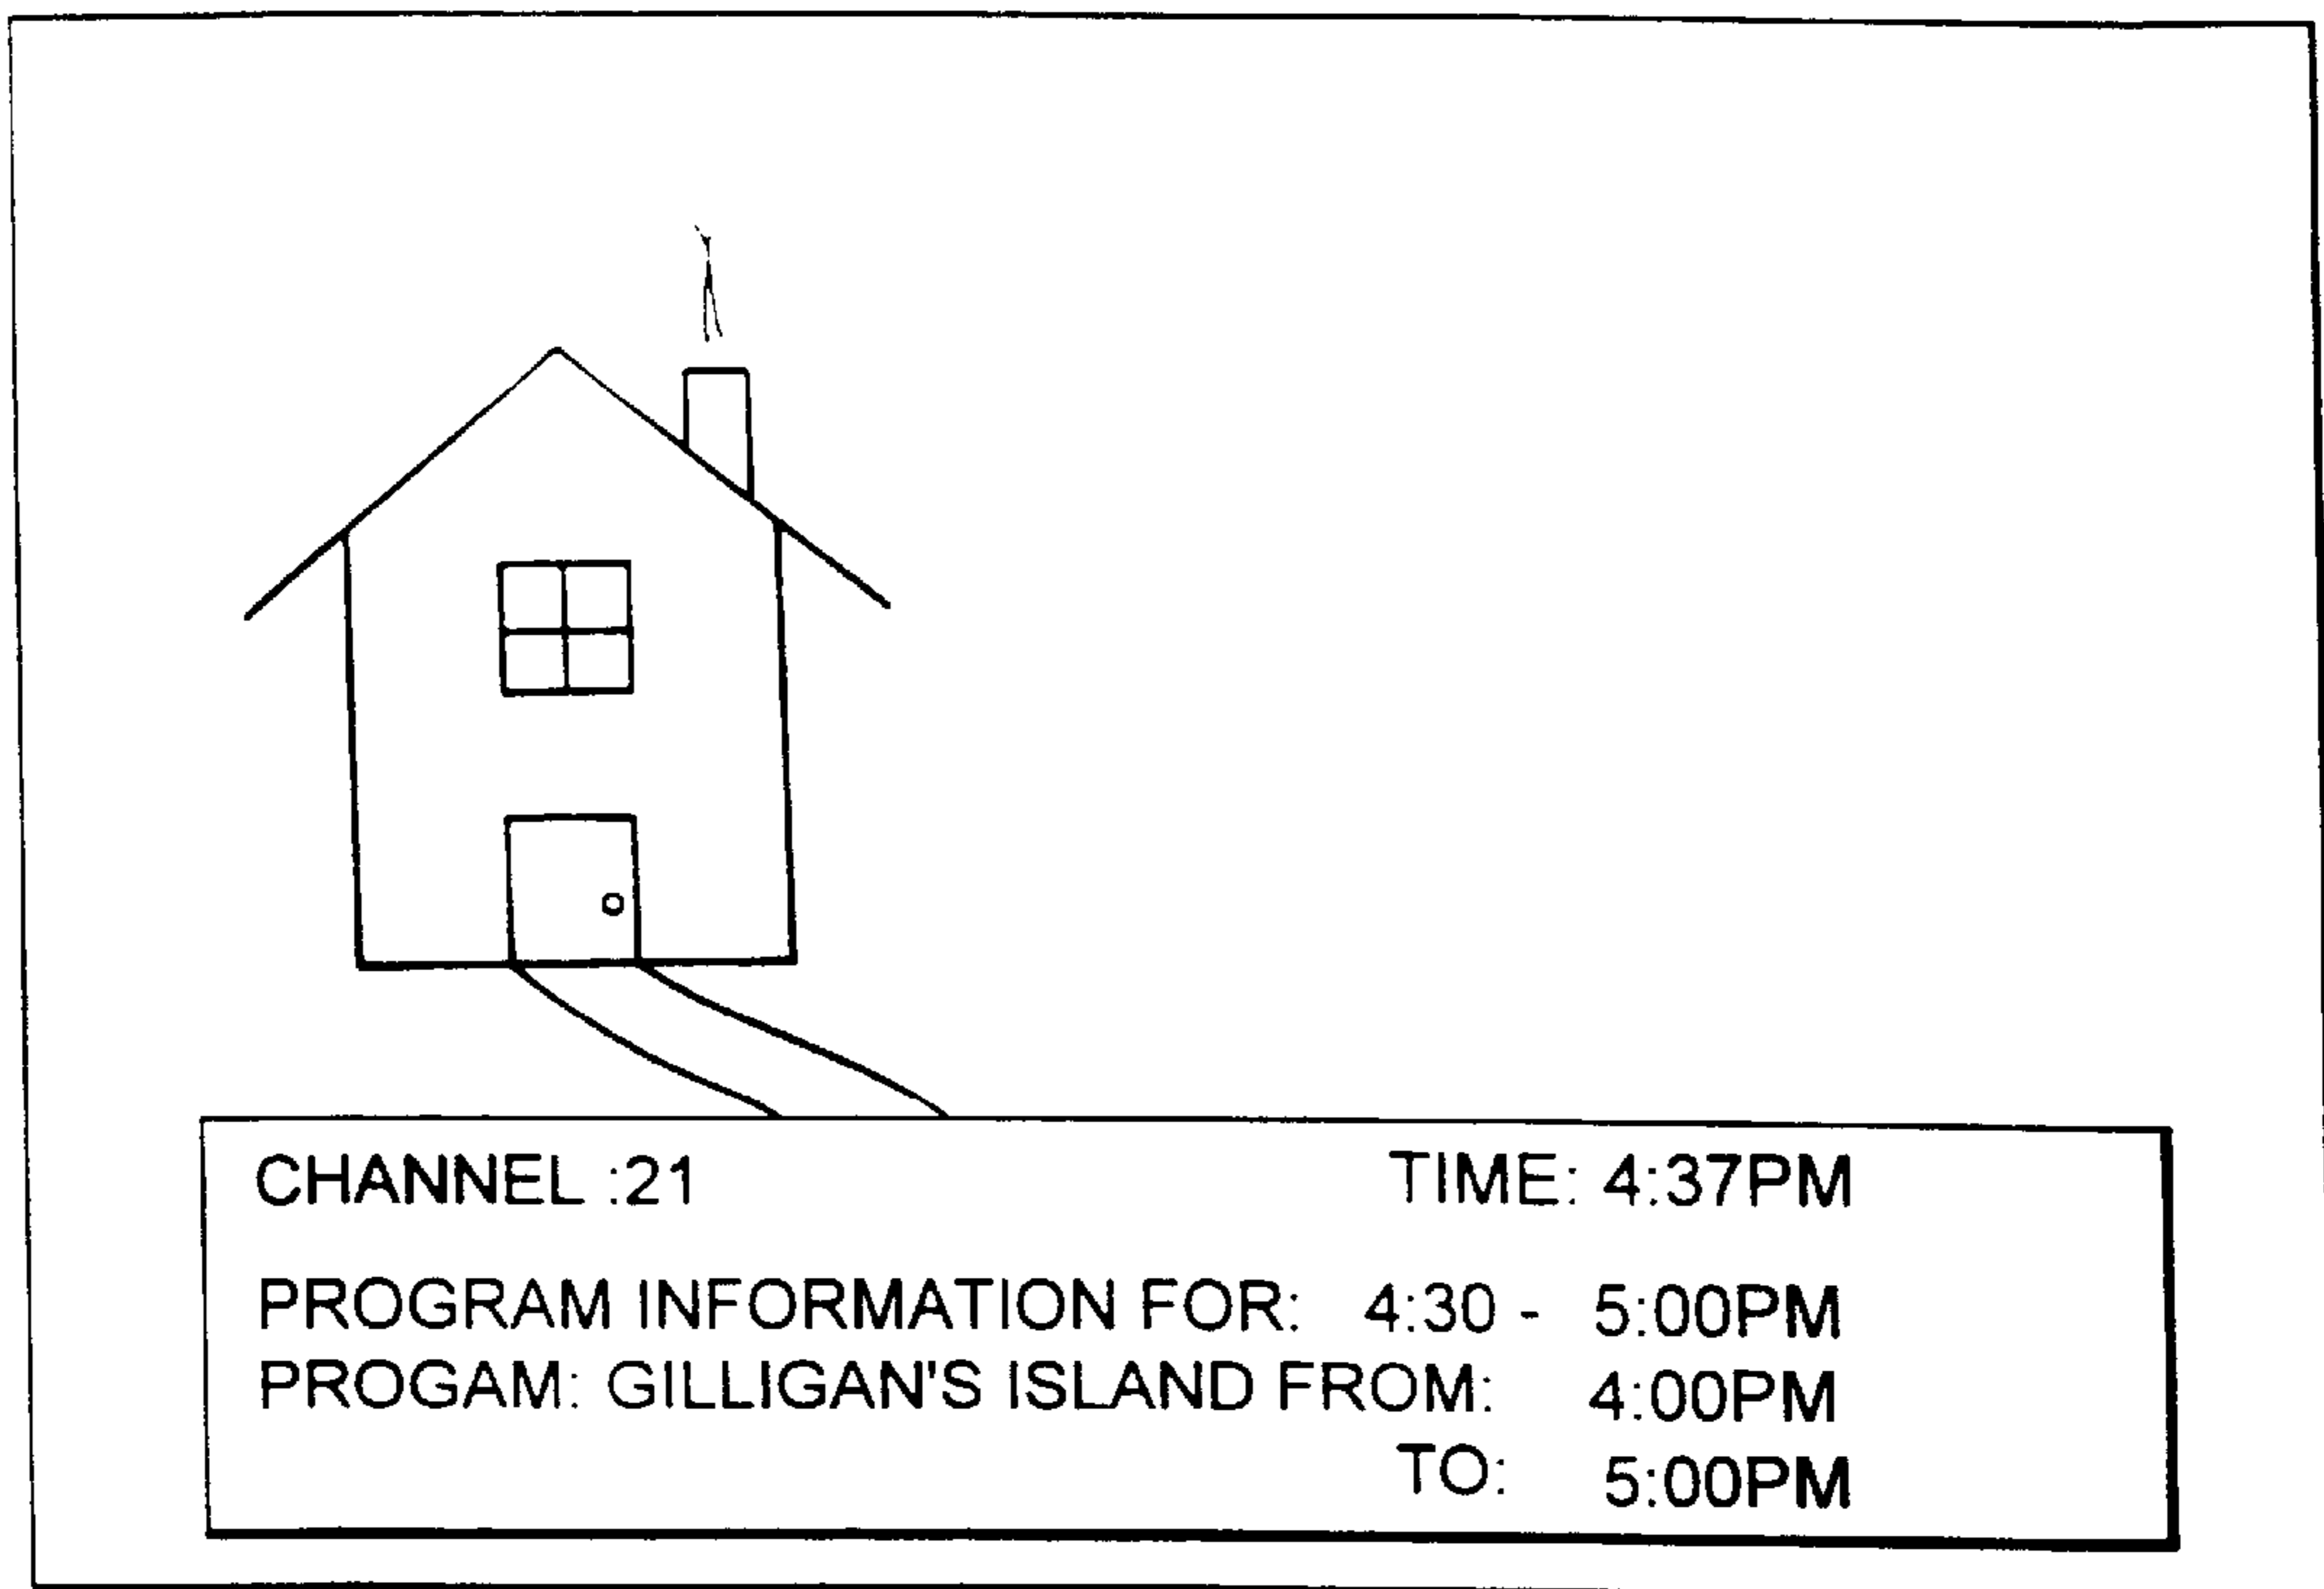 CHANNEL :21 TIME: 4:37PM
PROGRAM INFORMATION FOR: 4:30 - 5:00PM
PROGAM: GILLIGAN'S ISLAND FROM: 4:00PM
TO: 5:00PM